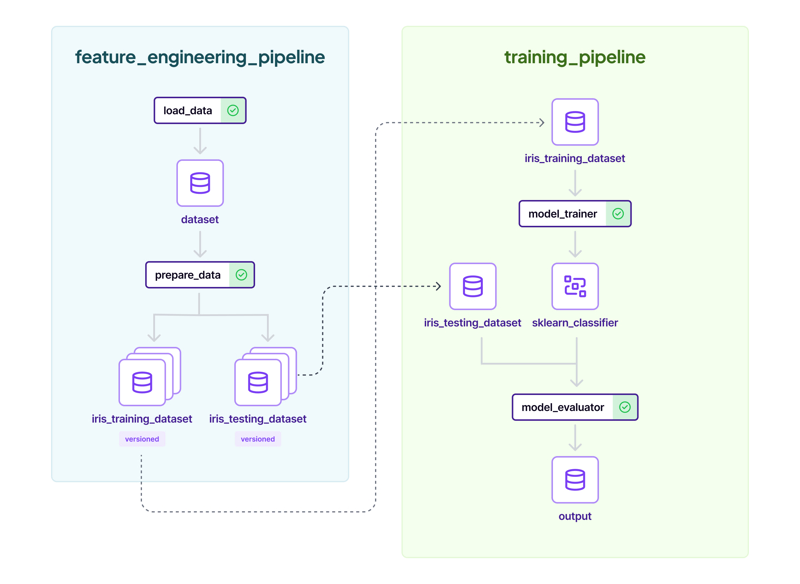 feature_engineering_pipeline
load_data
dataset
prepare_data
iris_training_dataset
iris_testing_dataset
versioned
versioned
training_pipeline
iris_training_dataset
model_trainer
iris_testing_dataset
sklearn_classifier
model_evaluator
output